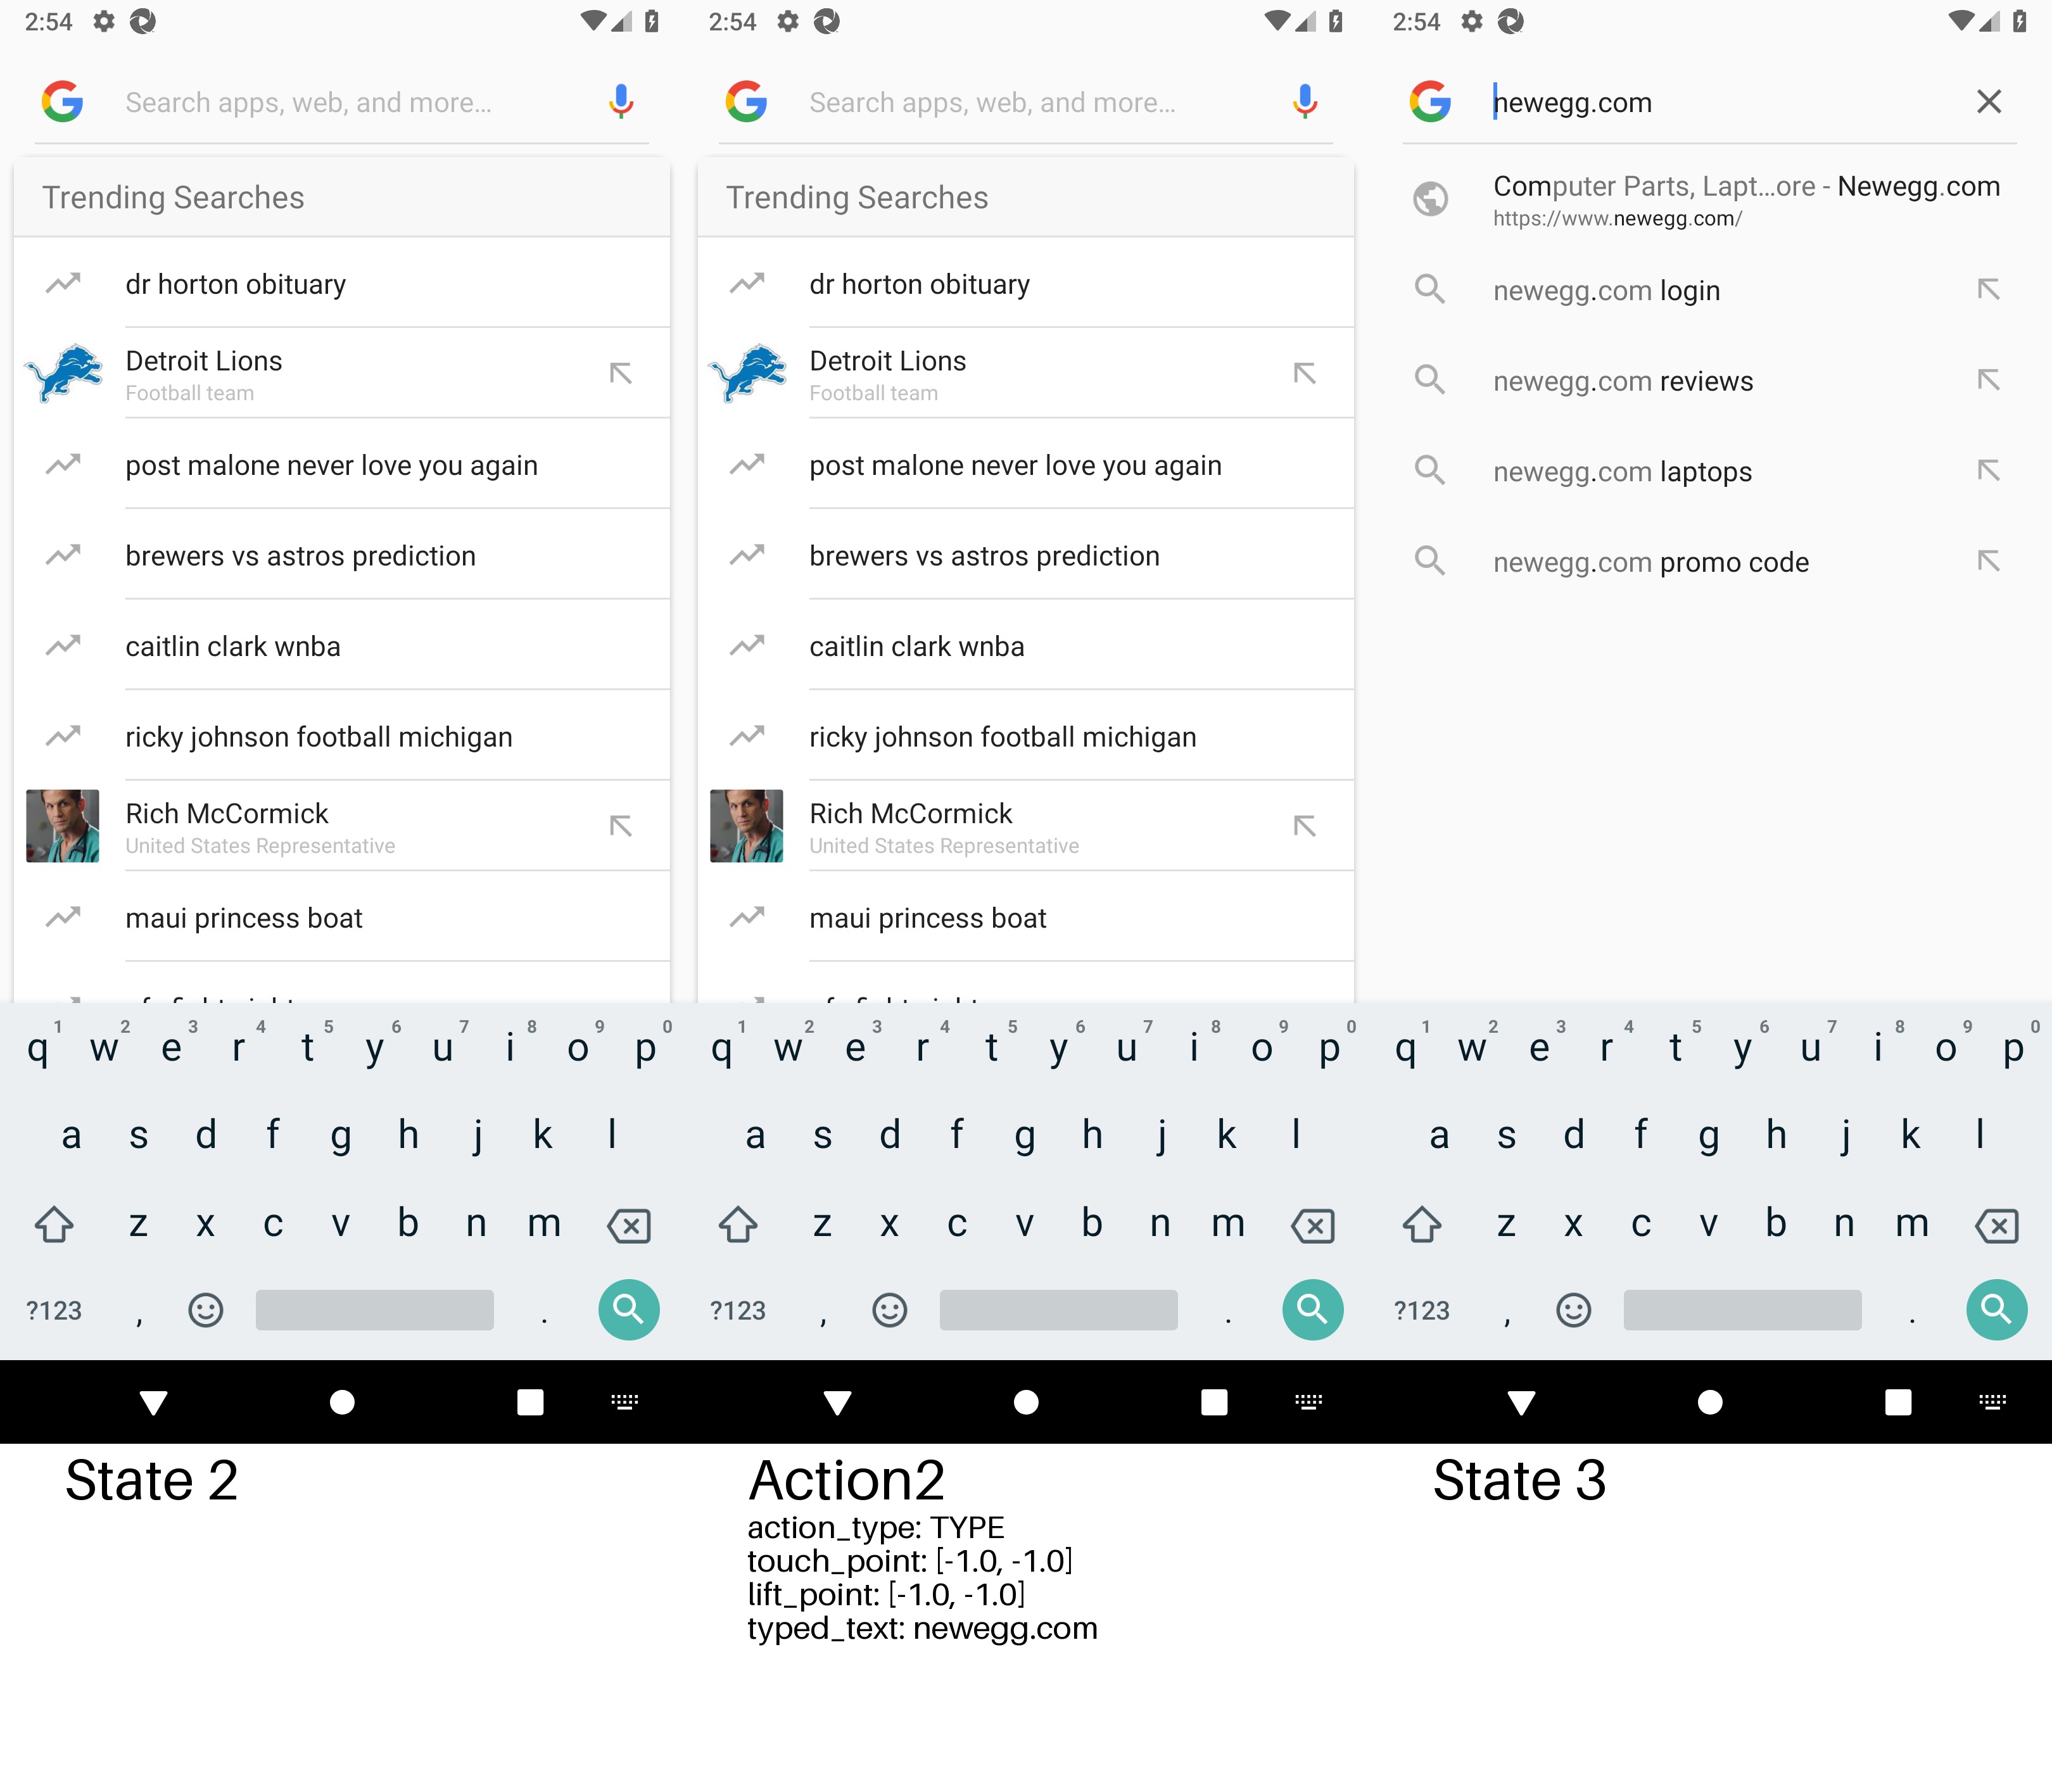 2:54
Search apps, web, and more...
Trending Searches
dr horton obituary
Detroit Lions
Football team
post malone never love you again
brewers vs astros prediction
caitlin clark wnba
ricky johnson football michigan
Rich McCormick
United States Representative
maui princess boat
q 1 w 2 e 3 r 4 t 5 y 6 u 7 i 8 o 9 p 0
a s d f g h j k l
z x c v b n m
?123 , .
State 2
2:54
Search apps, web, and more...
Trending Searches
dr horton obituary
Detroit Lions
Football team
post malone never love you again
brewers vs astros prediction
caitlin clark wnba
ricky johnson football michigan
Rich McCormick
United States Representative
maui princess boat
q 1 w 2 e 3 r 4 t 5 y 6 u 7 i 8 o 9 p 0
a s d f g h j k l
z x c v b n m
?123 , .
Action2
action_type: TYPE
touch_point: [-1.0, -1.0]
lift_point: [-1.0, -1.0]
typed_text: newegg.com
2:54
newegg.com
Computer Parts, Lapt...ore - Newegg.com
https://www.newegg.com/
newegg.com login
newegg.com reviews
newegg.com laptops
newegg.com promo code
q 1 w 2 e 3 r 4 t 5 y 6 u 7 i 8 o 9 p 0
a s d f g h j k l
z x c v b n m
?123 , .
State 3